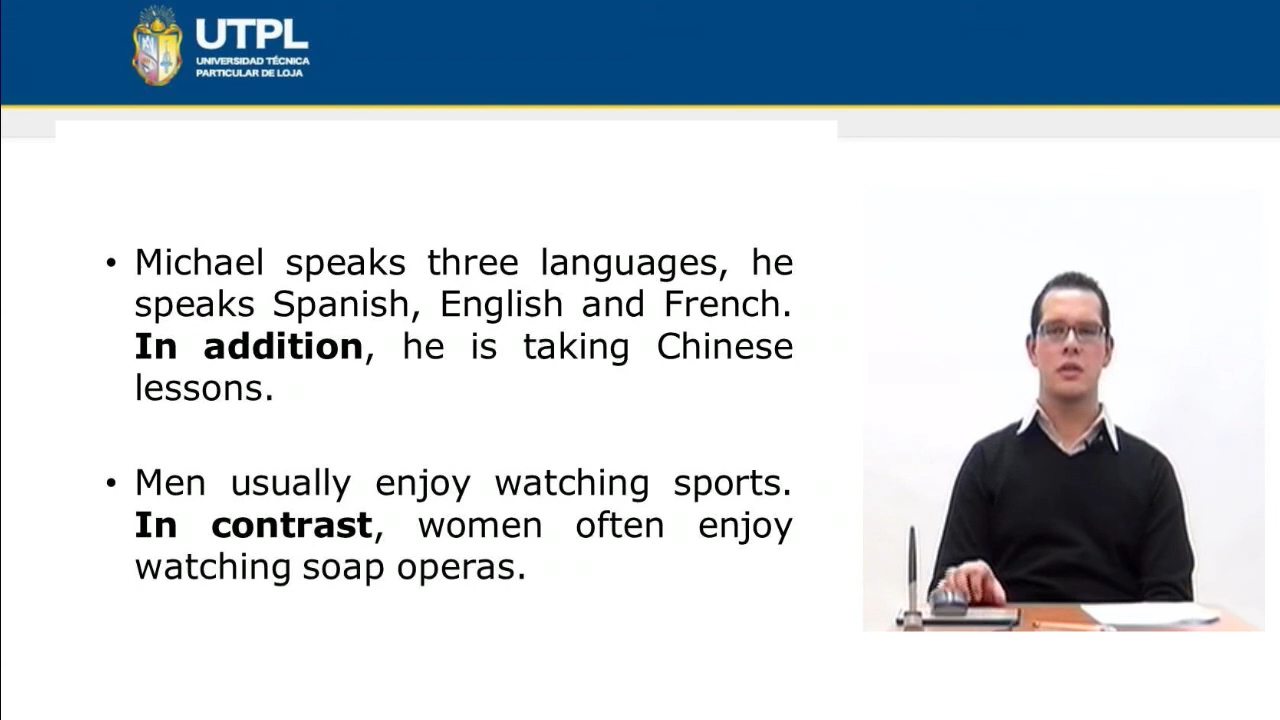 UTPL
UNIVERSIDAD TÉCNICA
PARTICULAR DE LOJA
• Michael speaks three languages, he
speaks Spanish, English and French.
In addition, he is taking Chinese
lessons.
• Men usually enjoy watching sports.
In contrast, women often enjoy
watching soap operas.